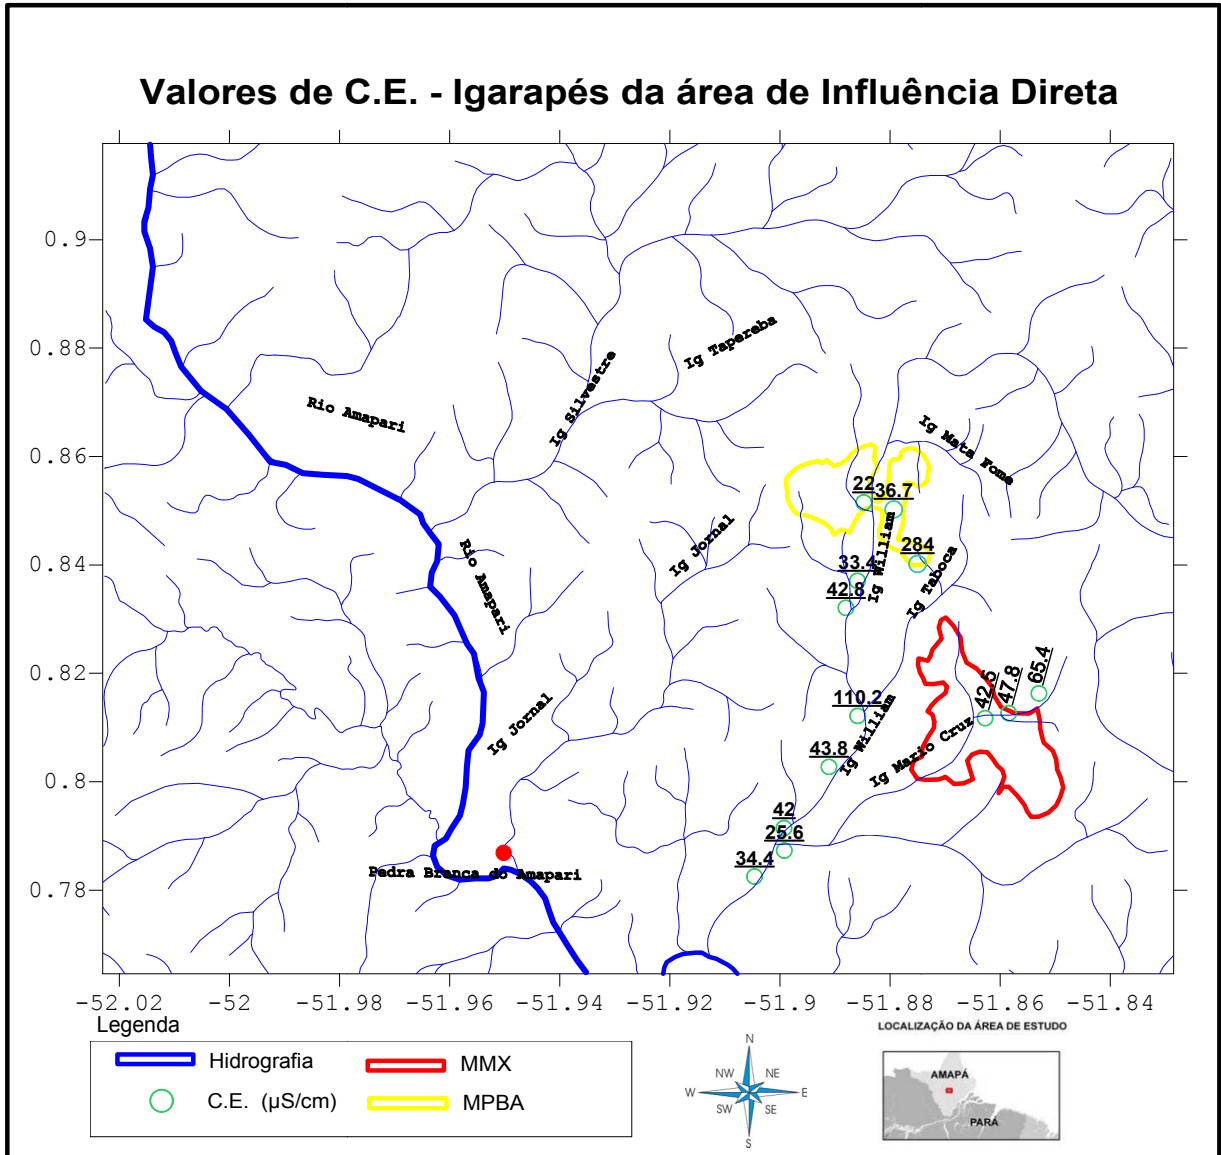 Valores de C.E. - Igarapés da área de Influência Direta
0.9
0.88
0.86
0.84
0.82
0.8
0.78
-52.02
-52
-51.98
-51.96
-51.94
-51.92
-51.9
-51.88
-51.86
-51.84
Rio Amapari
Ig Silvestre
Ig Tapereba
Ig Mata Fome
22
36.7
Ig William
284
33.4
42.8
Ig Taboca
Ig Jornal
Rio Amapari
Ig Jornal
110.2
Ig William
43.8
Ig Mario Cruz
42.5
47.8
65.4
42
25.6
34.4
Pedra Branca do Amapari
Legenda
Hidrografia
MMX
C.E. (µS/cm)
MPBA
N
NW
NE
W
E
SW
SE
S
LOCALIZAÇÃO DA ÁREA DE ESTUDO
AMAPÁ
PARÁ